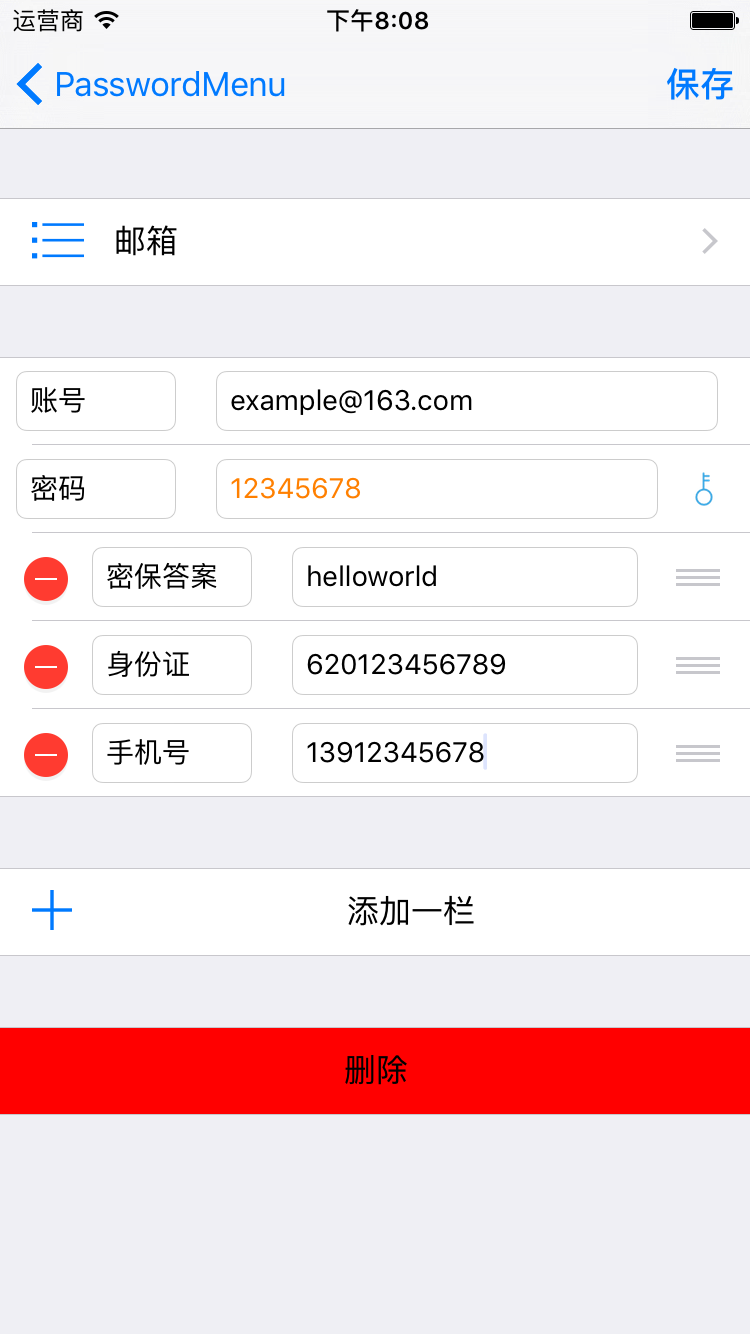 运营商 下午8:08
PasswordMenu 保存
邮箱
账号 example@163.com
密码 12345678
密保答案 helloworld
身份证 620123456789
手机号 13912345678
添加一栏
删除